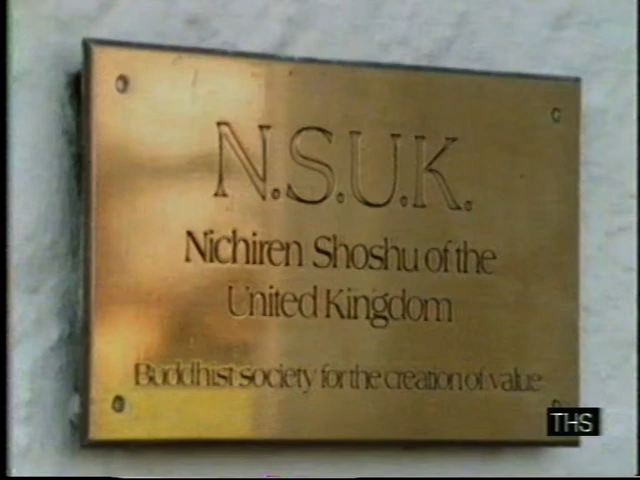 N.S.U.K.
Nichiren Shoshu of the
United Kingdom
Buddhist society for the creation of value
THS